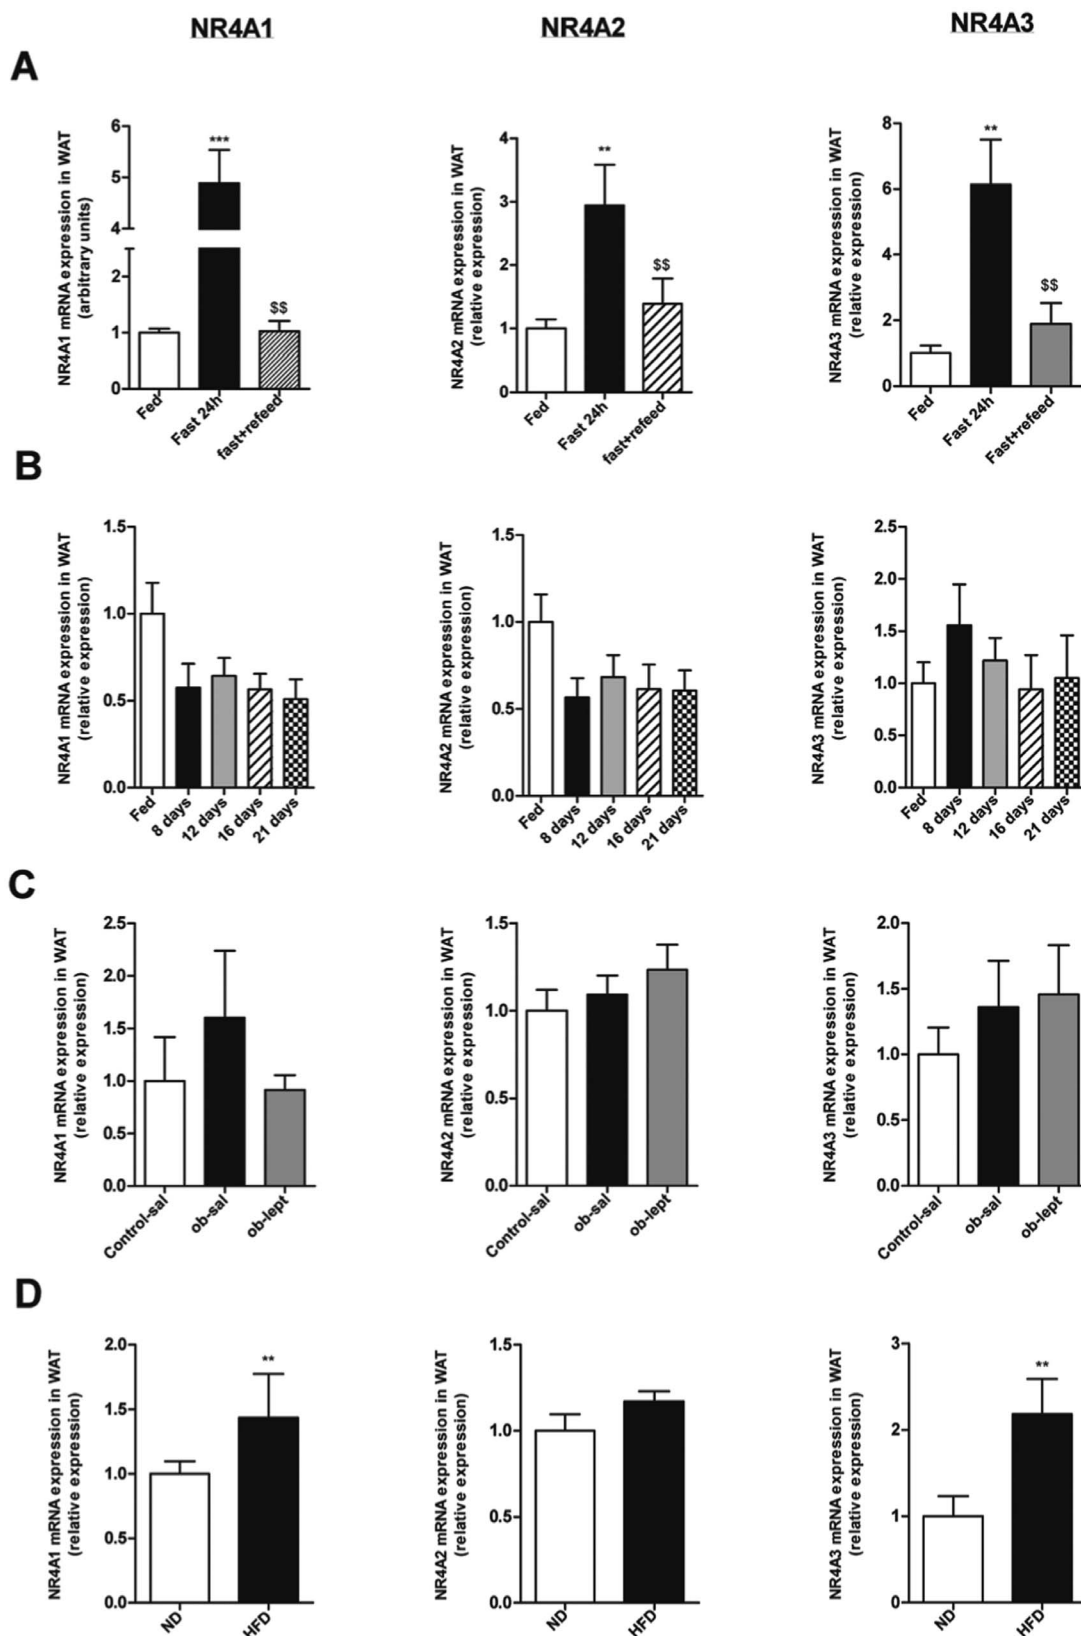 NR4A1
NR4A2
NR4A3
A
NR4A1 mRNA expression in WAT
(arbitrary units)
6
5
4
2
1
0
***
$$
Fed
Fast 24h
fast+refeed
NR4A2 mRNA expression in WAT
(relative expression)
4
3
2
1
0
**
$$
Fed
Fast 24h
fast+refeed
NR4A3 mRNA expression in WAT
(relative expression)
8
6
4
2
0
**
$$
Fed
Fast 24h
Fast+refeed
B
NR4A1 mRNA expression in WAT
(relative expression)
1.5
1.0
0.5
0.0
Fed
8 days
12 days
16 days
21 days
NR4A2 mRNA expression in WAT
(relative expression)
1.5
1.0
0.5
0.0
Fed
8 days
12 days
16 days
21 days
NR4A3 mRNA expression in WAT
(relative expression)
2.5
2.0
1.5
1.0
0.5
0.0
Fed
8 days
12 days
16 days
21 days
C
NR4A1 mRNA expression in WAT
(relative expression)
2.5
2.0
1.5
1.0
0.5
0.0
Control-sal
ob-sal
ob-lept
NR4A2 mRNA expression in WAT
(relative expression)
1.5
1.0
0.5
0.0
Control-sal
ob-sal
ob-lept
NR4A3 mRNA expression in WAT
(relative expression)
2.0
1.5
1.0
0.5
0.0
Control-sal
ob-sal
ob-lept
D
NR4A1 mRNA expression in WAT
(relative expression)
2.0
1.5
1.0
0.5
0.0
**
ND
HFD
NR4A2 mRNA expression in WAT
(relative expression)
1.5
1.0
0.5
0.0
ND
HFD
NR4A3 mRNA expression in WAT
(relative expression)
3
2
1
0
**
ND
HFD